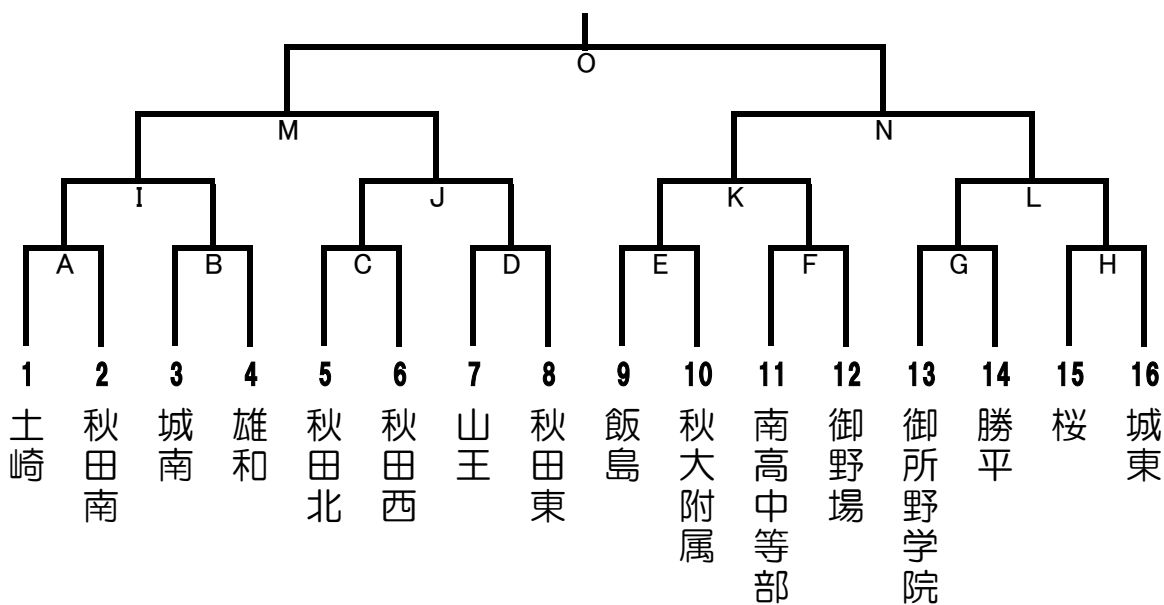 O
M N
I J K L
A B C D E F G H
1 2 3 4 5 6 7 8 9 10 11 12 13 14 15 16
土崎
秋田南
城南
雄和
秋田北
秋田西
山王
秋田東
飯島
秋大附属
南高中等部
御野場
御所野学院
勝平
桜
城東